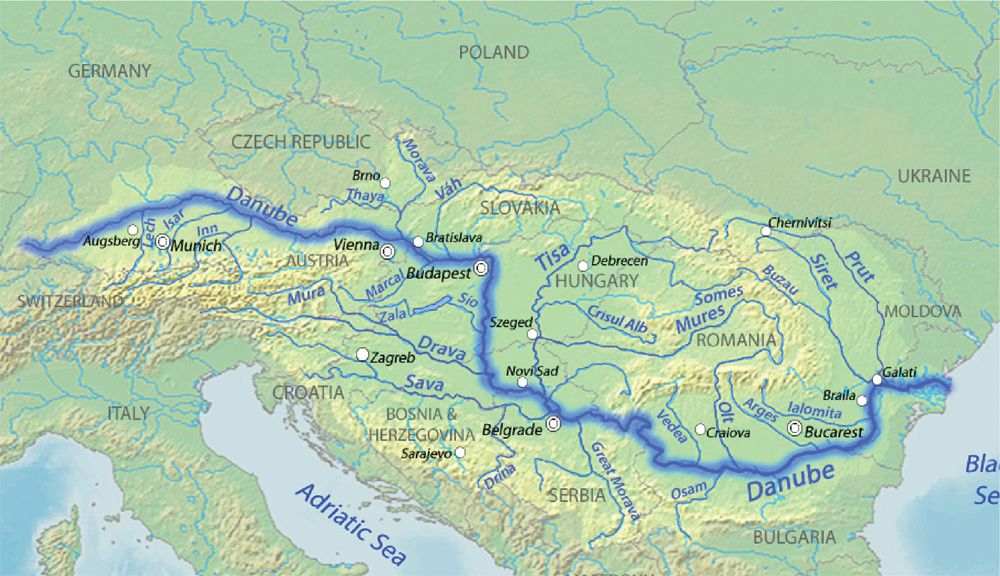 POLAND
GERMANY
CZECH REPUBLIC
Morava
Brno
Thaya
Váh
UKRAINE
SLOVAKIA
Danube
Lech
Isar
Inn
Augsberg
Munich
Vienna
Bratislava
Chernivitsi
AUSTRIA
Budapest
Tisa
Debrecen
HUNGARY
Buzau
Siret
Prut
SWITZERLAND
Mura
Marcal
Zala
Sio
Somes
Mures
Crisul Alb
MOLDOVA
Szeged
ROMANIA
Drava
Zagreb
Novi Sad
Galati
Sava
CROATIA
Braila
ITALY
BOSNIA &
HERZEGOVINA
Belgrade
Vedea
Olt
Arges
Ialomita
Craiova
Bucarest
Sarajevo
Drina
Great Morava
SERBIA
Osam
Danube
Bla
Se
Adriatic Sea
BULGARIA